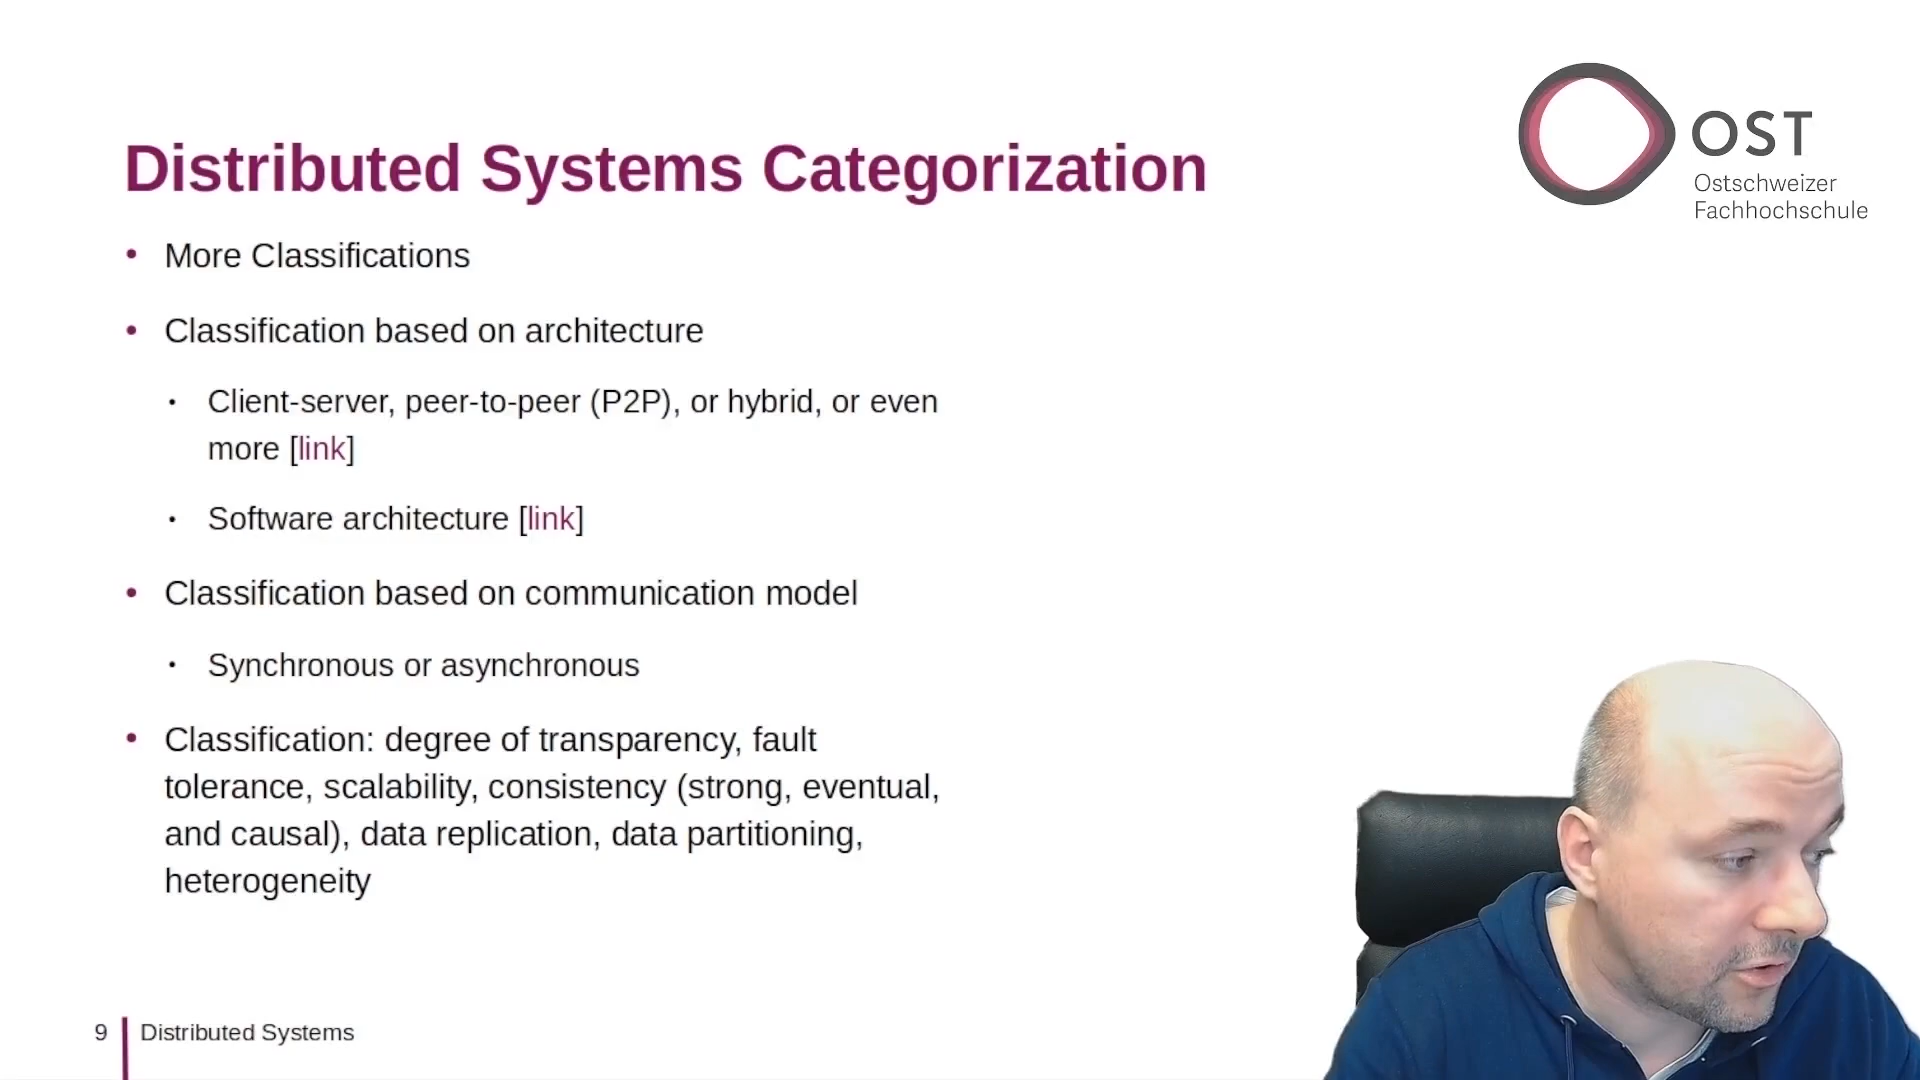 OST
Ostschweizer
Fachhochschule
Distributed Systems Categorization
• More Classifications
• Classification based on architecture
• Client-server, peer-to-peer (P2P), or hybrid, or even
more [link]
• Software architecture [link]
• Classification based on communication model
• Synchronous or asynchronous
• Classification: degree of transparency, fault
tolerance, scalability, consistency (strong, eventual,
and causal), data replication, data partitioning,
heterogeneity
9 Distributed Systems